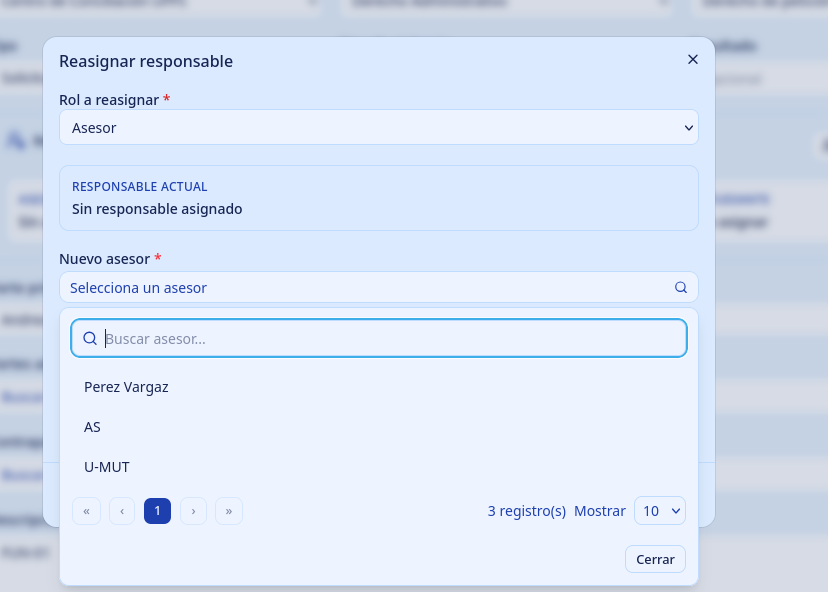 Reasignar responsable
Rol a reasignar *
Asesor
RESPONSABLE ACTUAL
Sin responsable asignado
Nuevo asesor *
Selecciona un asesor
Buscar asesor...
Perez Vargaz
AS
U-MUT
« ‹ 1 › » 3 registro(s) Mostrar 10
Cerrar